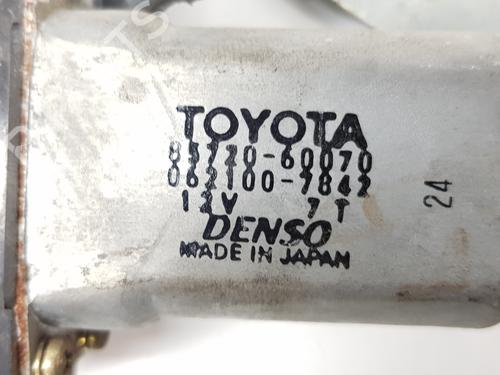 TOYOTA
85720-60070
062100-7842
12V 7T
DENSO
MADE IN JAPAN
24